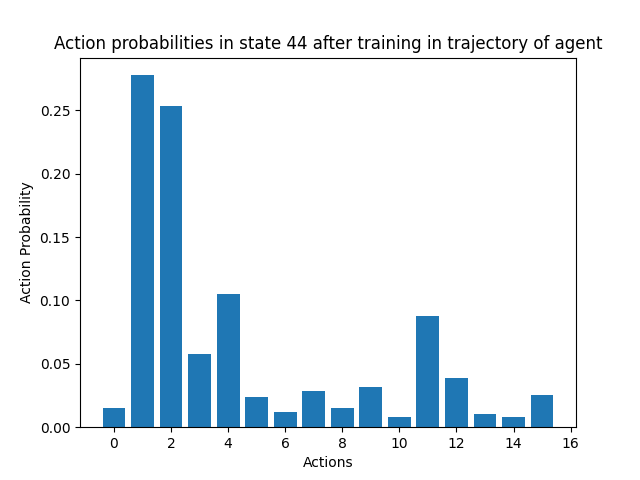 Action probabilities in state 44 after training in trajectory of agent
Action Probability
0.25
0.20
0.15
0.10
0.05
0.00
0 2 4 6 8 10 12 14 16
Actions